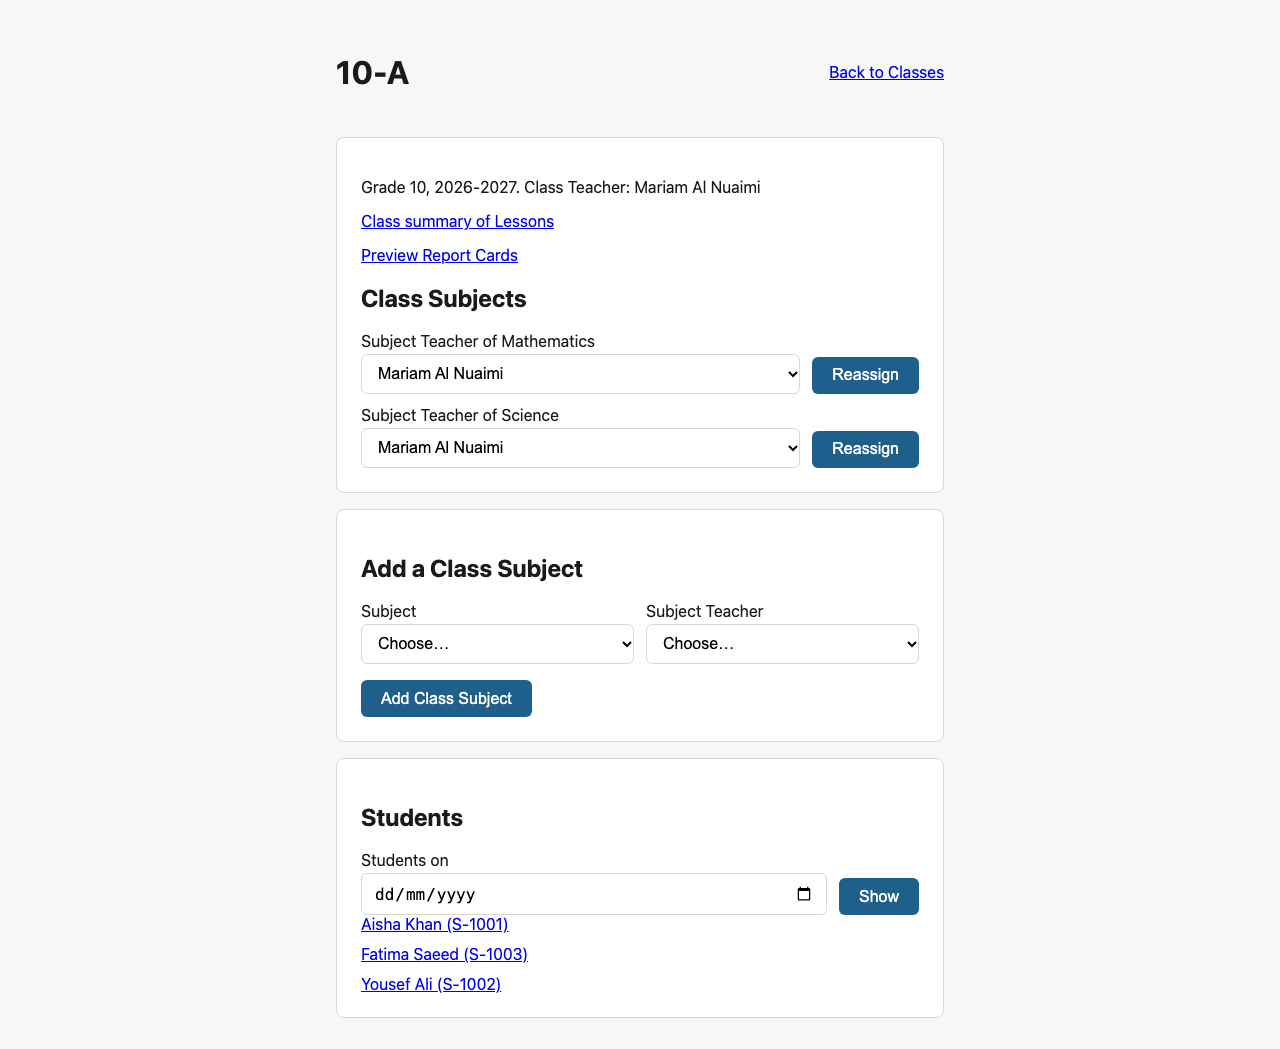 10-A
Back to Classes
Grade 10, 2026-2027. Class Teacher: Mariam Al Nuaimi
Class summary of Lessons
Preview Report Cards
Class Subjects
Subject Teacher of Mathematics
Mariam Al Nuaimi
Reassign
Subject Teacher of Science
Mariam Al Nuaimi
Reassign
Add a Class Subject
Subject
Subject Teacher
Choose...
Choose...
Add Class Subject
Students
Students on
dd/mm/yyyy
Show
Aisha Khan (S-1001)
Fatima Saeed (S-1003)
Yousef Ali (S-1002)